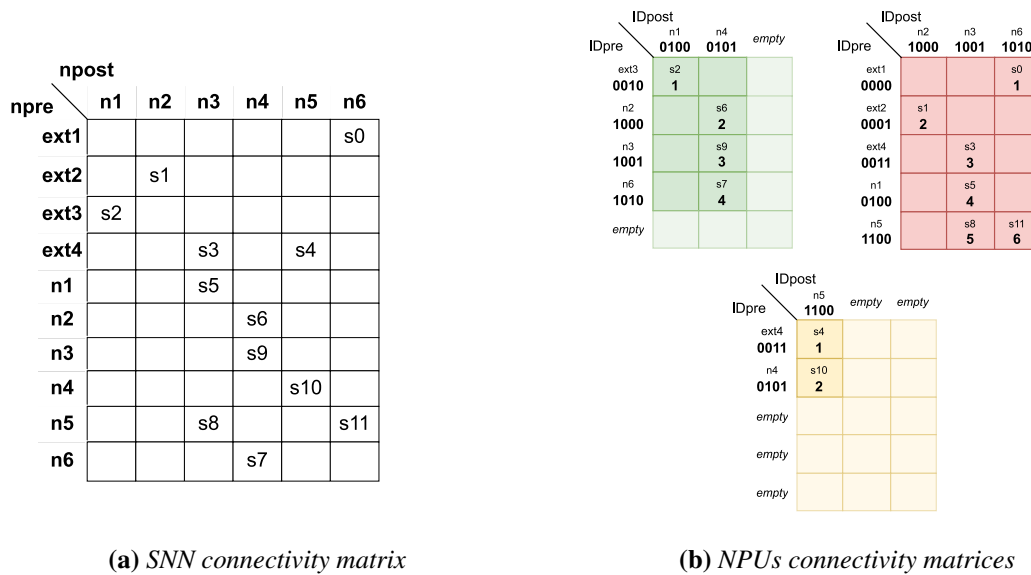 npost
npre n1 n2 n3 n4 n5 n6
ext1 s0
ext2 s1
ext3 s2
ext4 s3 s4
n1 s5
n2 s6
n3 s9
n4 s10
n5 s8 s11
n6 s7
(a) SNN connectivity matrix
IDpost
n1 n4
IDpre 0100 0101 empty
ext3 s2
0010 1
n2 s6
1000 2
n3 s9
1001 3
n6 s7
1010 4
empty
IDpost
n2 n3 n6
IDpre 1000 1001 1010
ext1 s0
0000 1
ext2 s1
0001 2
ext4 s3
0011 3
n1 s5
0100 4
n5 s8 s11
1100 5 6
IDpost
n5 empty empty
IDpre 1100
ext4 s4
0011 1
n4 s10
0101 2
empty
empty
empty
(b) NPUs connectivity matrices